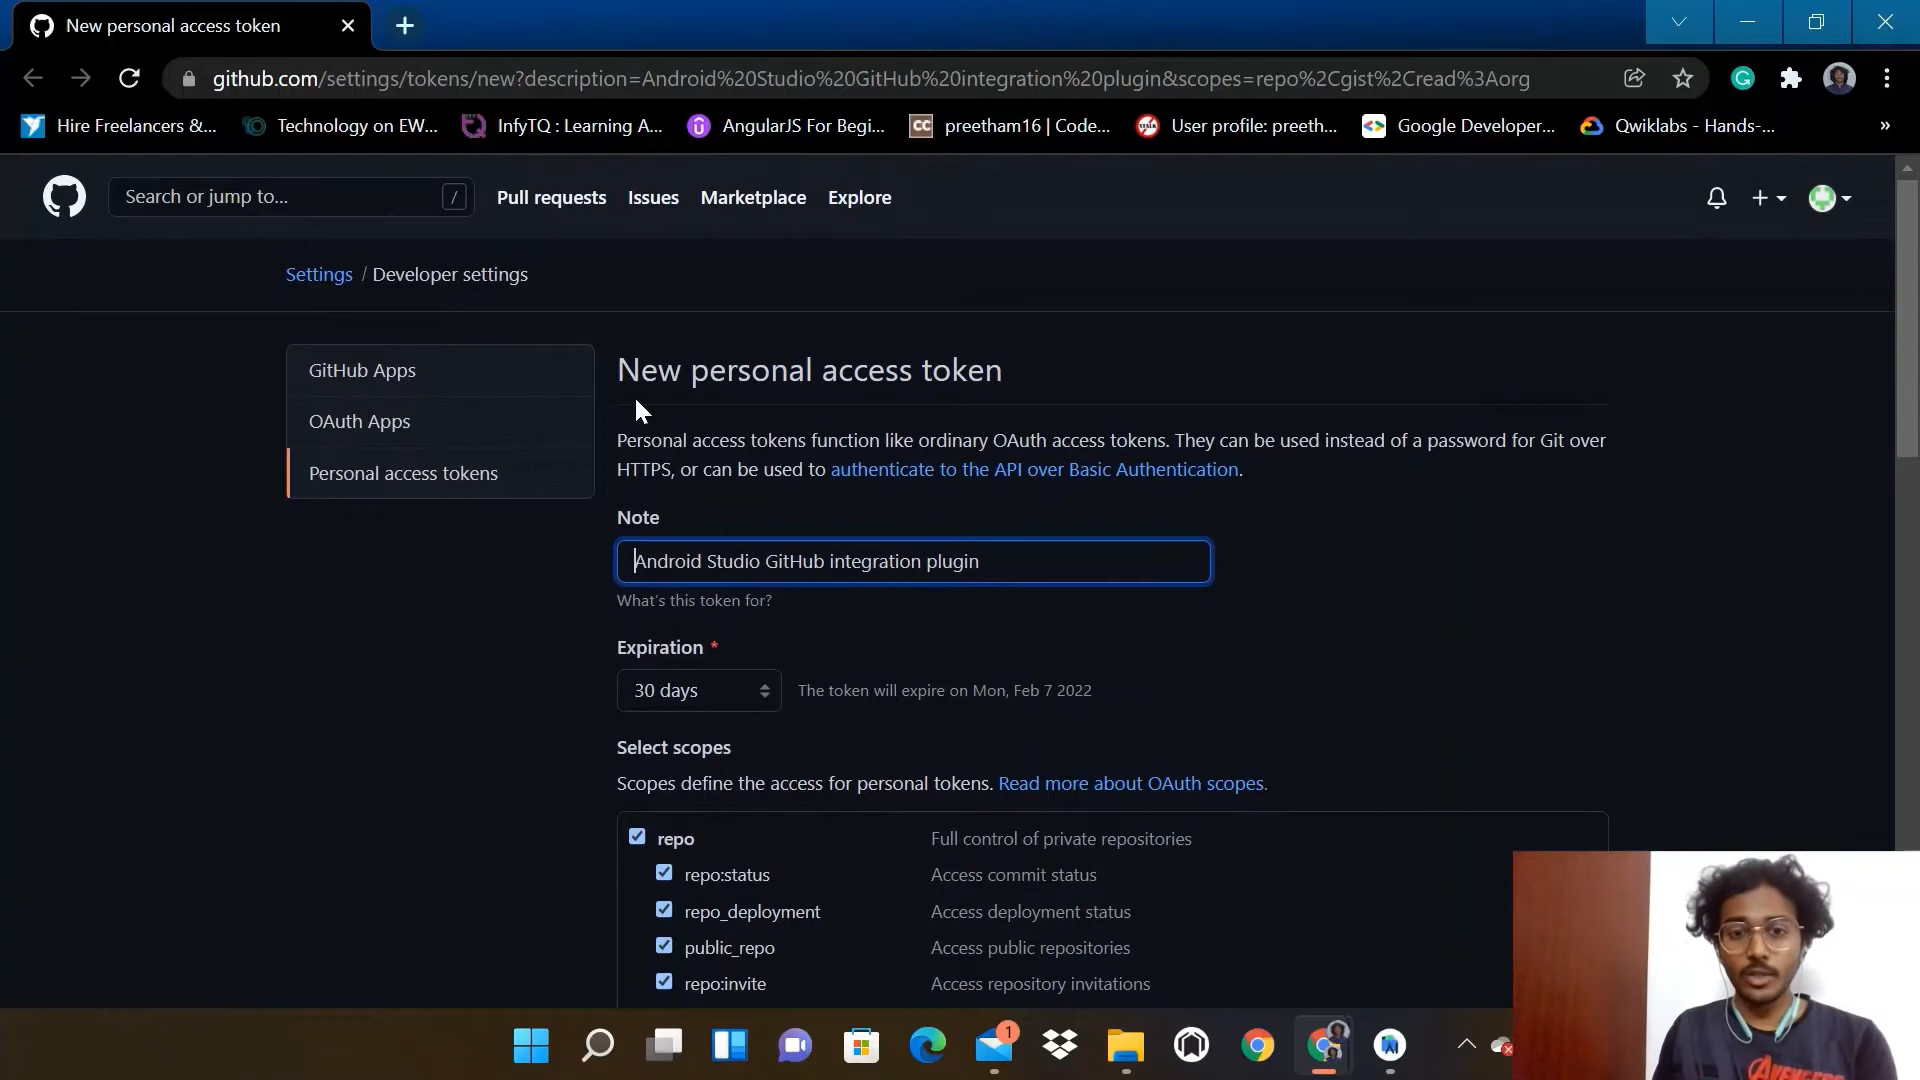 New personal access token
github.com/settings/tokens/new?description=Android%20Studio%20GitHub%20integration%20plugin&scopes=repo%2Cgist%2Cread%3Aorg
Hire Freelancers &... Technology on EW... InfyTQ : Learning A... AngularJS For Begi... preetham16 | Code... User profile: preeth... Google Developer... Qwiklabs - Hands-... »
Search or jump to... / Pull requests Issues Marketplace Explore
Settings / Developer settings
GitHub Apps
OAuth Apps
Personal access tokens
New personal access token
Personal access tokens function like ordinary OAuth access tokens. They can be used instead of a password for Git over
HTTPS, or can be used to authenticate to the API over Basic Authentication.
Note
Android Studio GitHub integration plugin
What's this token for?
Expiration *
30 days The token will expire on Mon, Feb 7 2022
Select scopes
Scopes define the access for personal tokens. Read more about OAuth scopes.
repo Full control of private repositories
repo:status Access commit status
repo_deployment Access deployment status
public_repo Access public repositories
repo:invite Access repository invitations
1
AVENGERS